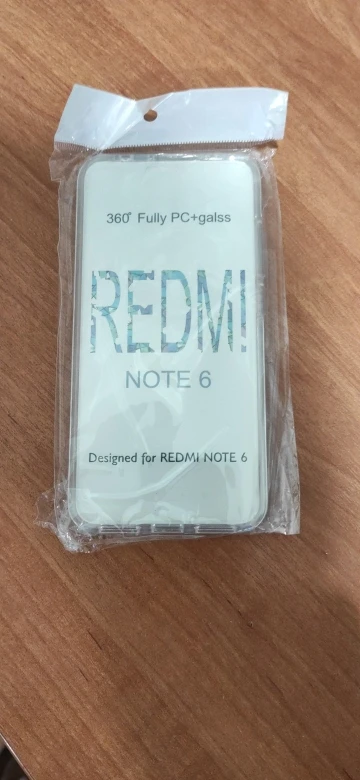 360° Fully PC+galss
REDMI
NOTE 6
Designed for REDMI NOTE 6